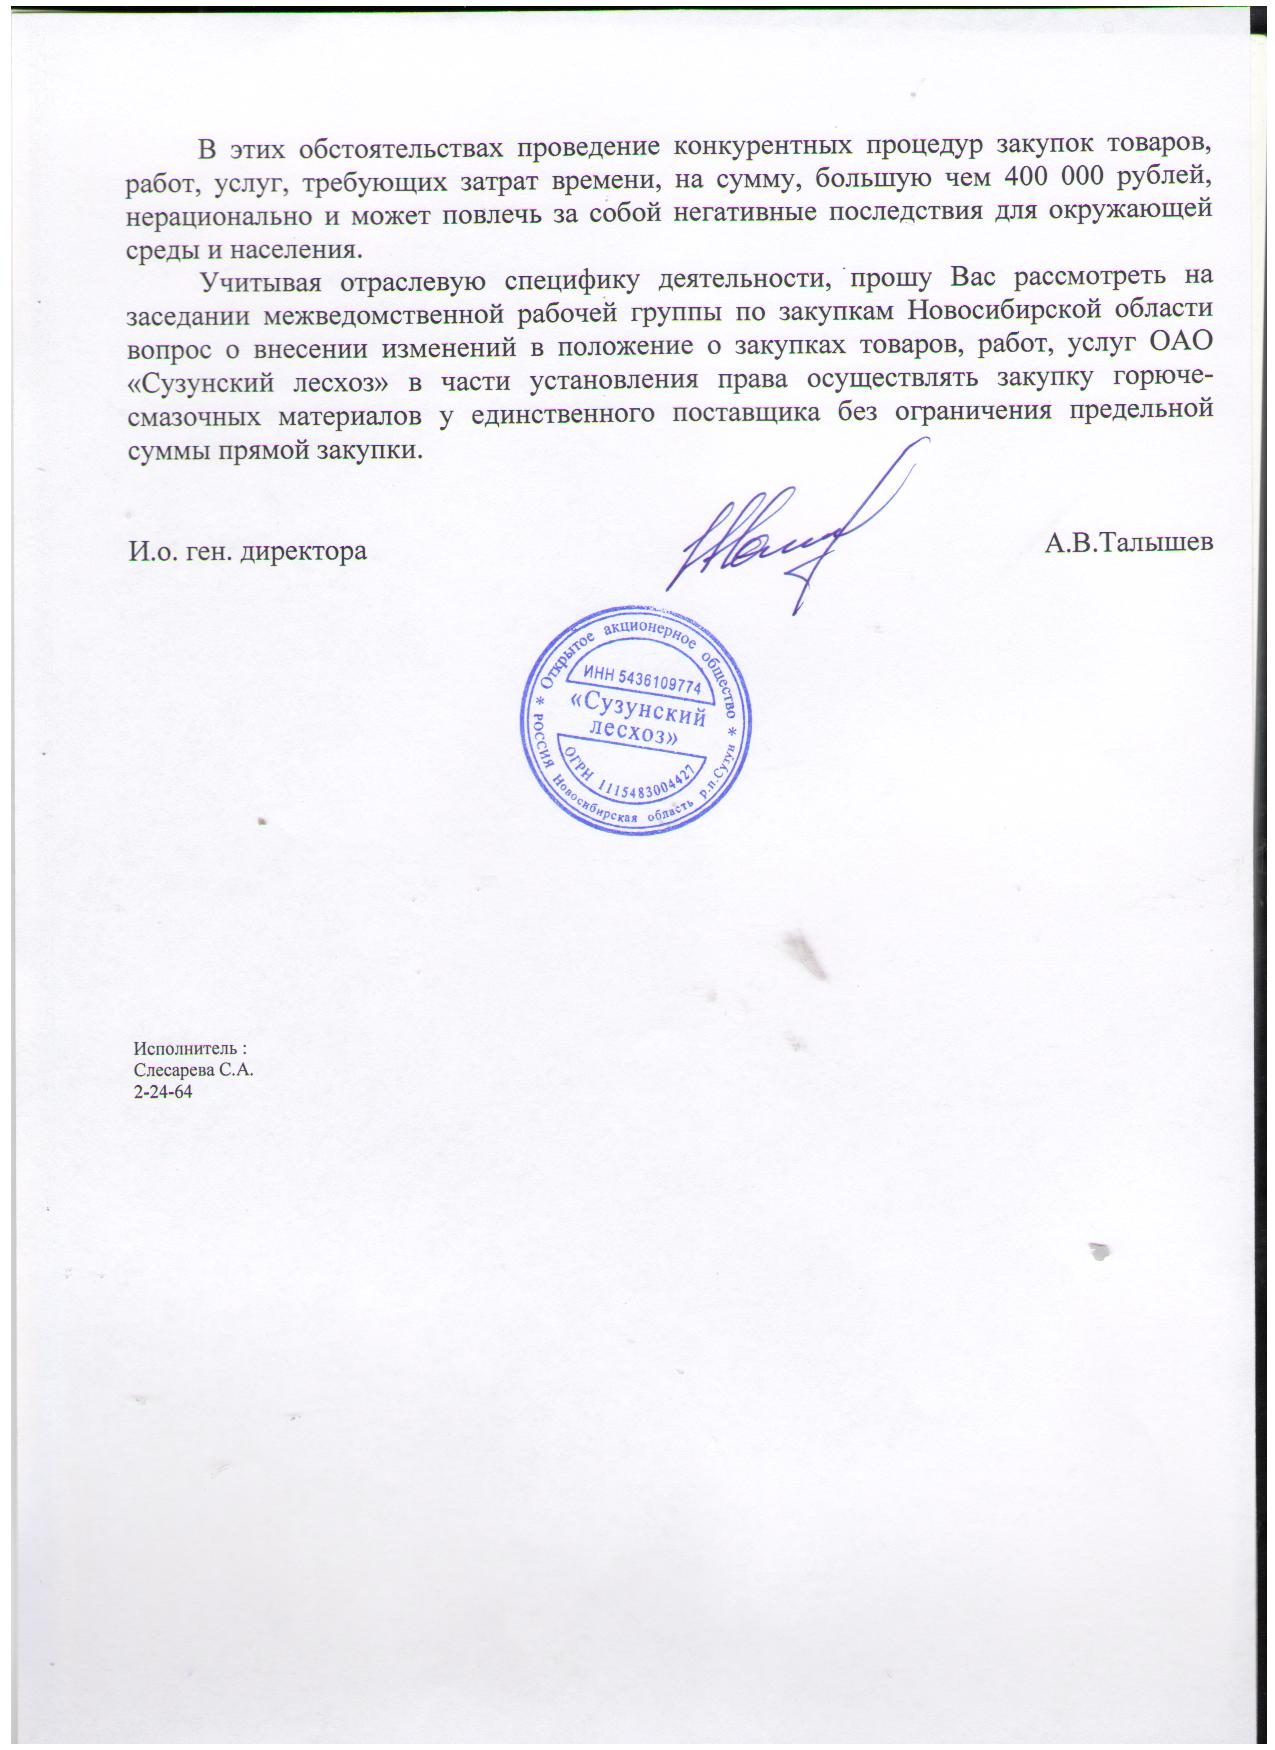 В этих обстоятельствах проведение конкурентных процедур закупок товаров,
работ, услуг, требующих затрат времени, на сумму, большую чем 400 000 рублей,
нерационально и может повлечь за собой негативные последствия для окружающей
среды и населения.
Учитывая отраслевую специфику деятельности, прошу Вас рассмотреть на
заседании межведомственной рабочей группы по закупкам Новосибирской области
вопрос о внесении изменений в положение о закупках товаров, работ, услуг ОАО
«Сузунский лесхоз» в части установления права осуществлять закупку горюче-
смазочных материалов у единственного поставщика без ограничения предельной
суммы прямой закупки.
И.о. ген. директора А.В.Талышев
* Открытое акционерное общество *
ИНН 5436109774
«Сузунский
лесхоз»
ОГРН 1115483004427
РОССИЯ Новосибирская область р.п.Сузун
Исполнитель :
Слесарева С.А.
2-24-64